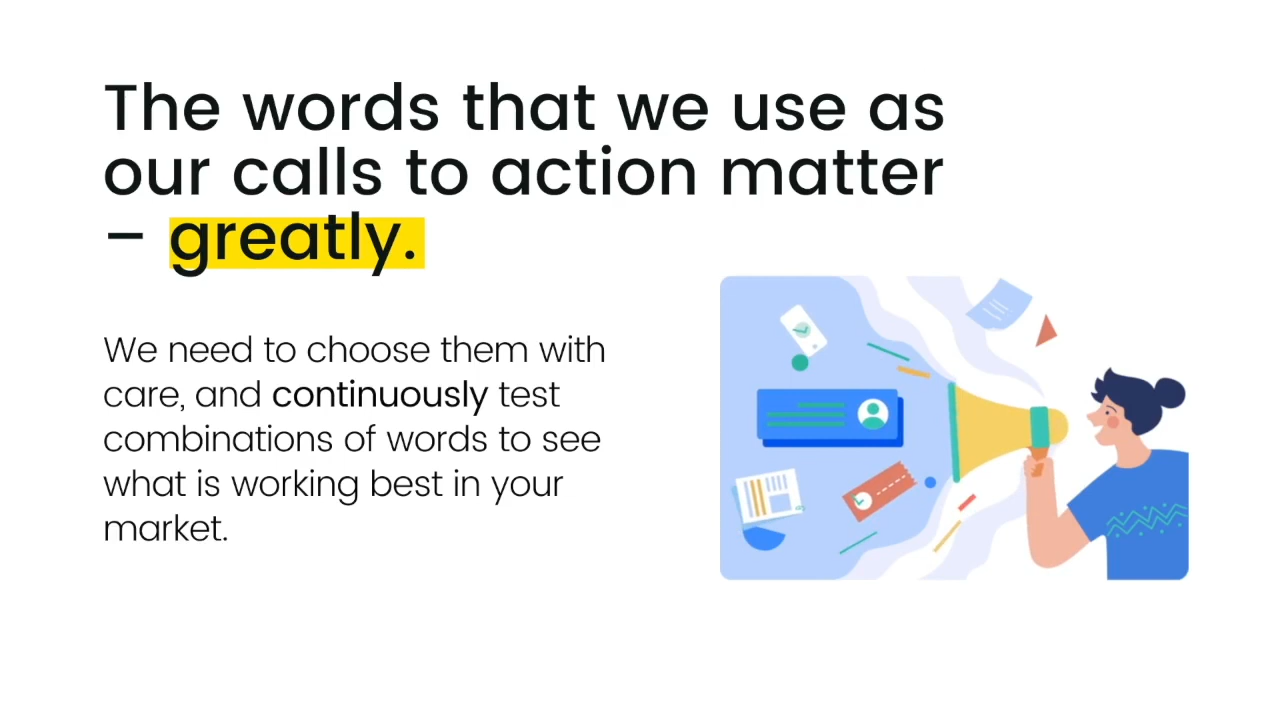 The words that we use as
our calls to action matter
– greatly.
We need to choose them with
care, and continuously test
combinations of words to see
what is working best in your
market.